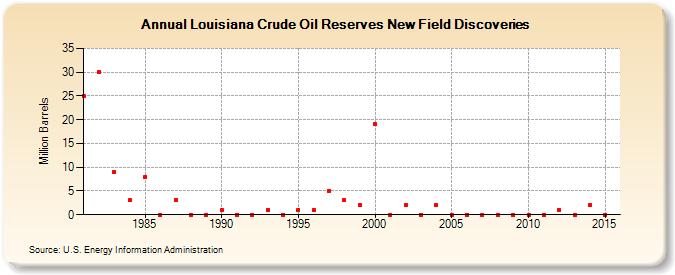 Annual Louisiana Crude Oil Reserves New Field Discoveries
Million Barrels
35
30
25
20
15
10
5
0
1985 1990 1995 2000 2005 2010 2015
Source: U.S. Energy Information Administration